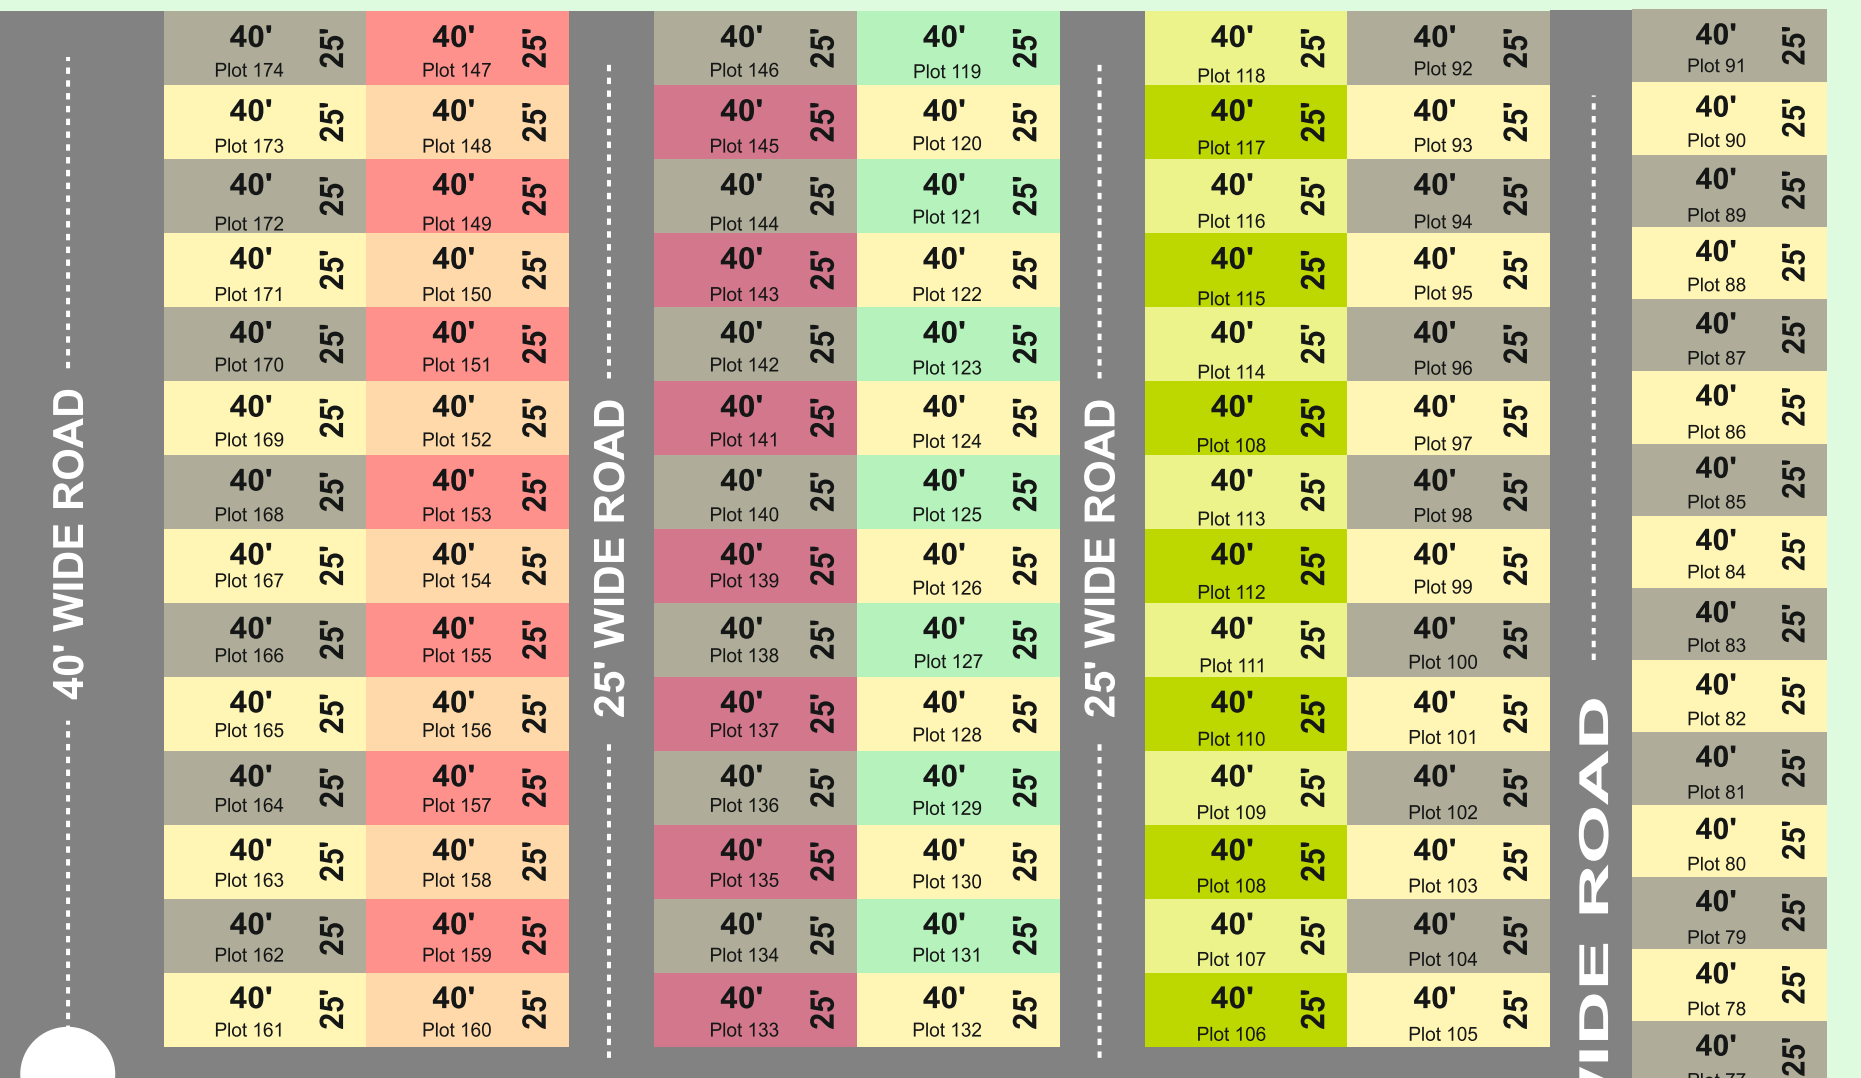 40' 25'
Plot 174
40' 25'
Plot 147
40' 25'
Plot 146
40' 25'
Plot 119
40' 25'
Plot 118
40' 25'
Plot 92
40' 25'
Plot 91
40' 25'
Plot 173
40' 25'
Plot 148
40' 25'
Plot 145
40' 25'
Plot 120
40' 25'
Plot 117
40' 25'
Plot 93
40' 25'
Plot 90
40' 25'
Plot 172
40' 25'
Plot 149
40' 25'
Plot 144
40' 25'
Plot 121
40' 25'
Plot 116
40' 25'
Plot 94
40' 25'
Plot 89
40' 25'
Plot 171
40' 25'
Plot 150
40' 25'
Plot 143
40' 25'
Plot 122
40' 25'
Plot 115
40' 25'
Plot 95
40' 25'
Plot 88
40' 25'
Plot 170
40' 25'
Plot 151
40' 25'
Plot 142
40' 25'
Plot 123
40' 25'
Plot 114
40' 25'
Plot 96
40' 25'
Plot 87
40' 25'
Plot 169
40' 25'
Plot 152
40' 25'
Plot 141
40' 25'
Plot 124
40' 25'
Plot 108
40' 25'
Plot 97
40' 25'
Plot 86
40' 25'
Plot 168
40' 25'
Plot 153
40' 25'
Plot 140
40' 25'
Plot 125
40' 25'
Plot 113
40' 25'
Plot 98
40' 25'
Plot 85
40' 25'
Plot 167
40' 25'
Plot 154
40' 25'
Plot 139
40' 25'
Plot 126
40' 25'
Plot 112
40' 25'
Plot 99
40' 25'
Plot 84
40' 25'
Plot 166
40' 25'
Plot 155
40' 25'
Plot 138
40' 25'
Plot 127
40' 25'
Plot 111
40' 25'
Plot 100
40' 25'
Plot 83
40' 25'
Plot 165
40' 25'
Plot 156
40' 25'
Plot 137
40' 25'
Plot 128
40' 25'
Plot 110
40' 25'
Plot 101
40' 25'
Plot 82
40' 25'
Plot 164
40' 25'
Plot 157
40' 25'
Plot 136
40' 25'
Plot 129
40' 25'
Plot 109
40' 25'
Plot 102
40' 25'
Plot 81
40' 25'
Plot 163
40' 25'
Plot 158
40' 25'
Plot 135
40' 25'
Plot 130
40' 25'
Plot 108
40' 25'
Plot 103
40' 25'
Plot 80
40' 25'
Plot 162
40' 25'
Plot 159
40' 25'
Plot 134
40' 25'
Plot 131
40' 25'
Plot 107
40' 25'
Plot 104
40' 25'
Plot 79
40' 25'
Plot 161
40' 25'
Plot 160
40' 25'
Plot 133
40' 25'
Plot 132
40' 25'
Plot 106
40' 25'
Plot 105
40' 25'
Plot 78
40' 25'
Plot 77
40' WIDE ROAD
25' WIDE ROAD
25' WIDE ROAD
WIDE ROAD